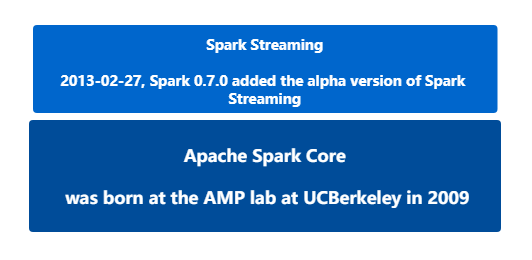 Spark Streaming
2013-02-27, Spark 0.7.0 added the alpha version of Spark
Streaming
Apache Spark Core
was born at the AMP lab at UCBerkeley in 2009